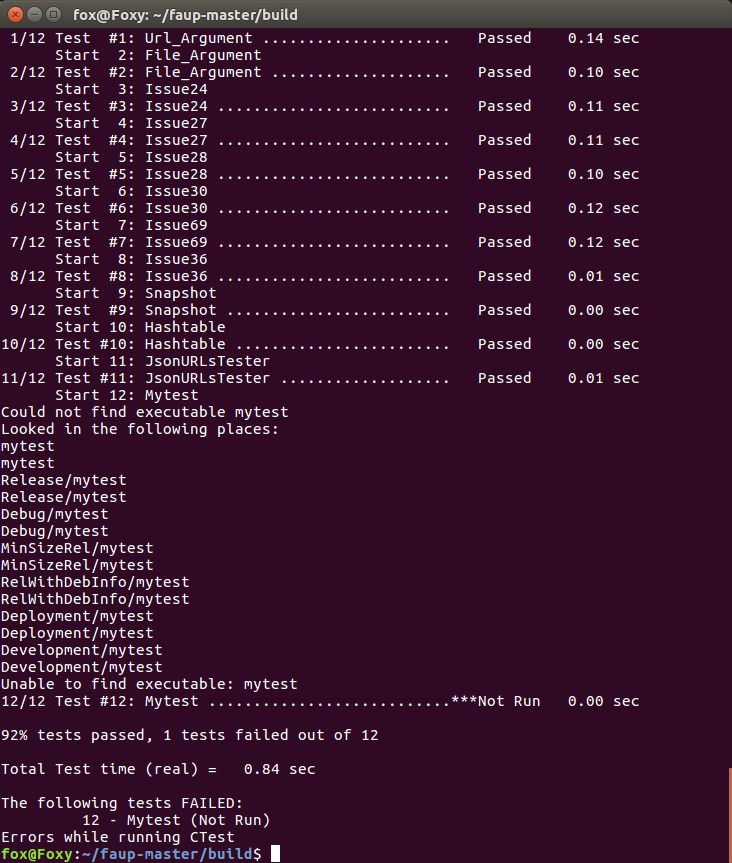 fox@Foxy: ~/faup-master/build
 1/12 Test  #1: Url_Argument .....................   Passed    0.14 sec
      Start  2: File_Argument
 2/12 Test  #2: File_Argument ....................   Passed    0.10 sec
      Start  3: Issue24
 3/12 Test  #3: Issue24 ..........................   Passed    0.11 sec
      Start  4: Issue27
 4/12 Test  #4: Issue27 ..........................   Passed    0.11 sec
      Start  5: Issue28
 5/12 Test  #5: Issue28 ..........................   Passed    0.10 sec
      Start  6: Issue30
 6/12 Test  #6: Issue30 ..........................   Passed    0.12 sec
      Start  7: Issue69
 7/12 Test  #7: Issue69 ..........................   Passed    0.12 sec
      Start  8: Issue36
 8/12 Test  #8: Issue36 ..........................   Passed    0.01 sec
      Start  9: Snapshot
 9/12 Test  #9: Snapshot .........................   Passed    0.00 sec
      Start 10: Hashtable
10/12 Test #10: Hashtable ........................   Passed    0.00 sec
      Start 11: JsonURLsTester
11/12 Test #11: JsonURLsTester ...................   Passed    0.01 sec
      Start 12: Mytest
Could not find executable mytest
Looked in the following places:
mytest
mytest
Release/mytest
Release/mytest
Debug/mytest
Debug/mytest
MinSizeRel/mytest
MinSizeRel/mytest
RelWithDebInfo/mytest
RelWithDebInfo/mytest
Deployment/mytest
Deployment/mytest
Development/mytest
Development/mytest
Unable to find executable: mytest
12/12 Test #12: Mytest ...........................***Not Run   0.00 sec

92% tests passed, 1 tests failed out of 12

Total Test time (real) =   0.84 sec

The following tests FAILED:
         12 - Mytest (Not Run)
Errors while running CTest
fox@Foxy:~/faup-master/build$